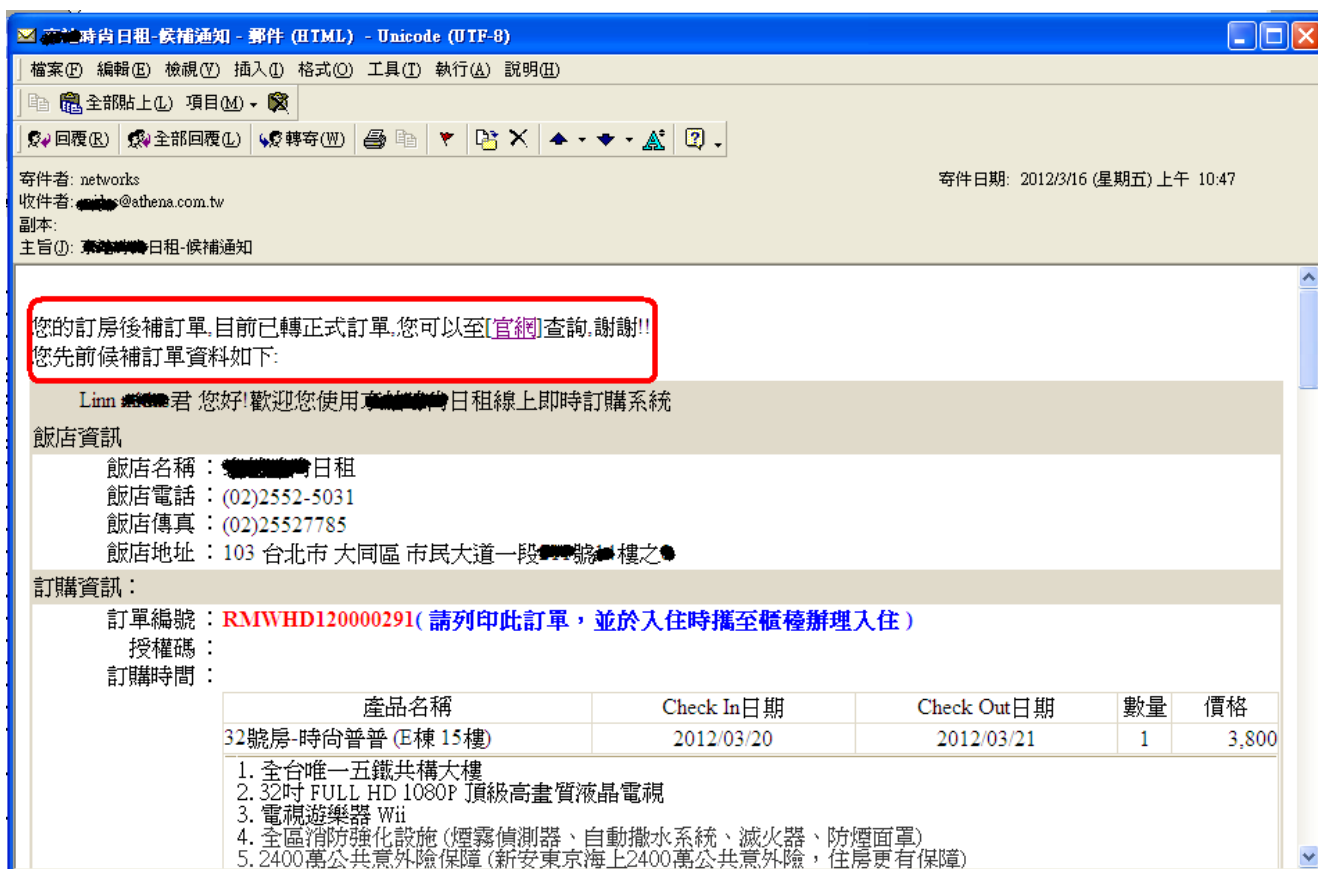 時尚日租-候補通知 - 郵件 (HTML) - Unicode (UTF-8)
檔案(F) 編輯(E) 檢視(V) 插入(I) 格式(O) 工具(T) 執行(A) 說明(H)
全部貼上(L) 項目(M)
回覆(R) 全部回覆(L) 轉寄(W)
寄件者: networks 寄件日期: 2012/3/16 (星期五) 上午 10:47
收件者: @athena.com.tw
副本:
主旨(J): 日租-候補通知
您的訂房後補訂單,目前已轉正式訂單,您可以至[官網]查詢,謝謝!!
您先前候補訂單資料如下:
Linn 君 您好!歡迎您使用 日租線上即時訂購系統
飯店資訊
飯店名稱: 日租
飯店電話:(02)2552-5031
飯店傳真:(02)25527785
飯店地址:103 台北市 大同區 市民大道一段 號 樓之
訂購資訊:
訂單編號:RMWHD120000291( 請列印此訂單,並於入住時攜至櫃檯辦理入住 )
授權碼:
訂購時間:
產品名稱 Check In日期 Check Out日期 數量 價格
32號房-時尚普普 (E棟 15樓) 2012/03/20 2012/03/21 1 3,800
1. 全台唯一五鐵共構大樓
2. 32吋 FULL HD 1080P 頂級高畫質液晶電視
3. 電視遊樂器 Wii
4. 全區消防強化設施 (煙霧偵測器、自動撒水系統、滅火器、防煙面罩)
5. 2400萬公共意外險保障 (新安東京海上2400萬公共意外險,住房更有保障)